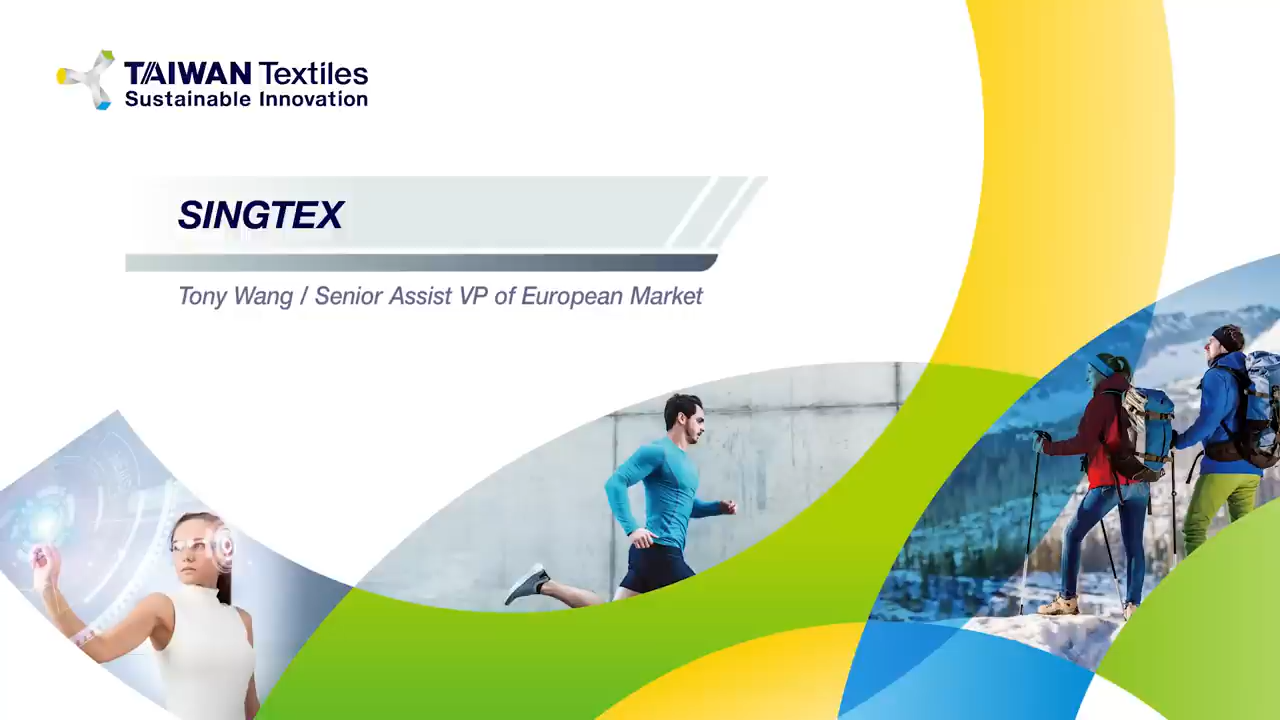 TAIWAN Textiles
Sustainable Innovation
SINGTEX
Tony Wang / Senior Assist VP of European Market